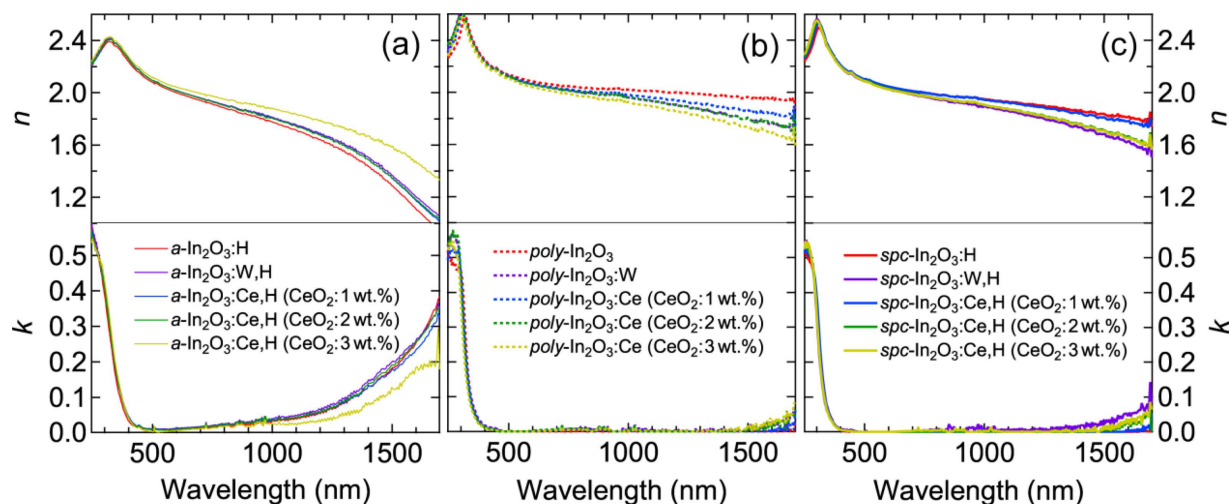 (a)
(b)
(c)
n
2.4
2.0
1.6
1.2
2.4
2.0
1.6
1.2
n
k
0.5
0.4
0.3
0.2
0.1
0.0
a-In₂O₃:H
a-In₂O₃:W,H
a-In₂O₃:Ce,H (CeO₂:1 wt.%)
a-In₂O₃:Ce,H (CeO₂:2 wt.%)
a-In₂O₃:Ce,H (CeO₂:3 wt.%)
poly-In₂O₃
poly-In₂O₃:W
poly-In₂O₃:Ce (CeO₂:1 wt.%)
poly-In₂O₃:Ce (CeO₂:2 wt.%)
poly-In₂O₃:Ce (CeO₂:3 wt.%)
spc-In₂O₃:H
spc-In₂O₃:W,H
spc-In₂O₃:Ce,H (CeO₂:1 wt.%)
spc-In₂O₃:Ce,H (CeO₂:2 wt.%)
spc-In₂O₃:Ce,H (CeO₂:3 wt.%)
0.5
0.4
0.3
0.2
0.1
0.0
k
500 1000 1500
500 1000 1500
500 1000 1500
Wavelength (nm)
Wavelength (nm)
Wavelength (nm)